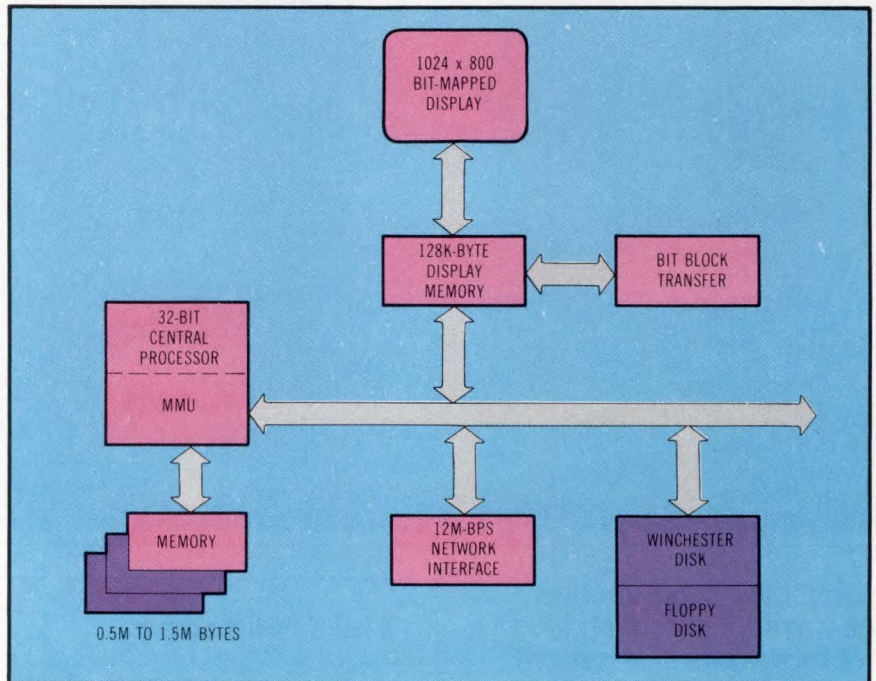 1024 x 800
BIT-MAPPED
DISPLAY
128K-BYTE
DISPLAY
MEMORY
BIT BLOCK
TRANSFER
32-BIT
CENTRAL
PROCESSOR
MMU
MEMORY
0.5M TO 1.5M BYTES
12M-BPS
NETWORK
INTERFACE
WINCHESTER
DISK
FLOPPY
DISK